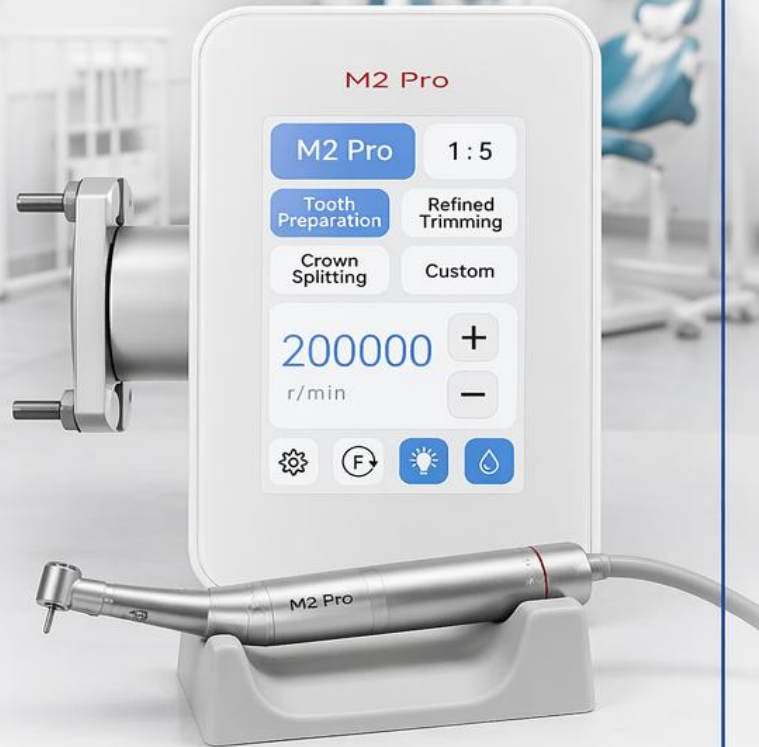 M2 Pro
M2 Pro
1:5
Tooth
Preparation
Refined
Trimming
Crown
Splitting
Custom
200000
+
r/min
−
F
M2 Pro